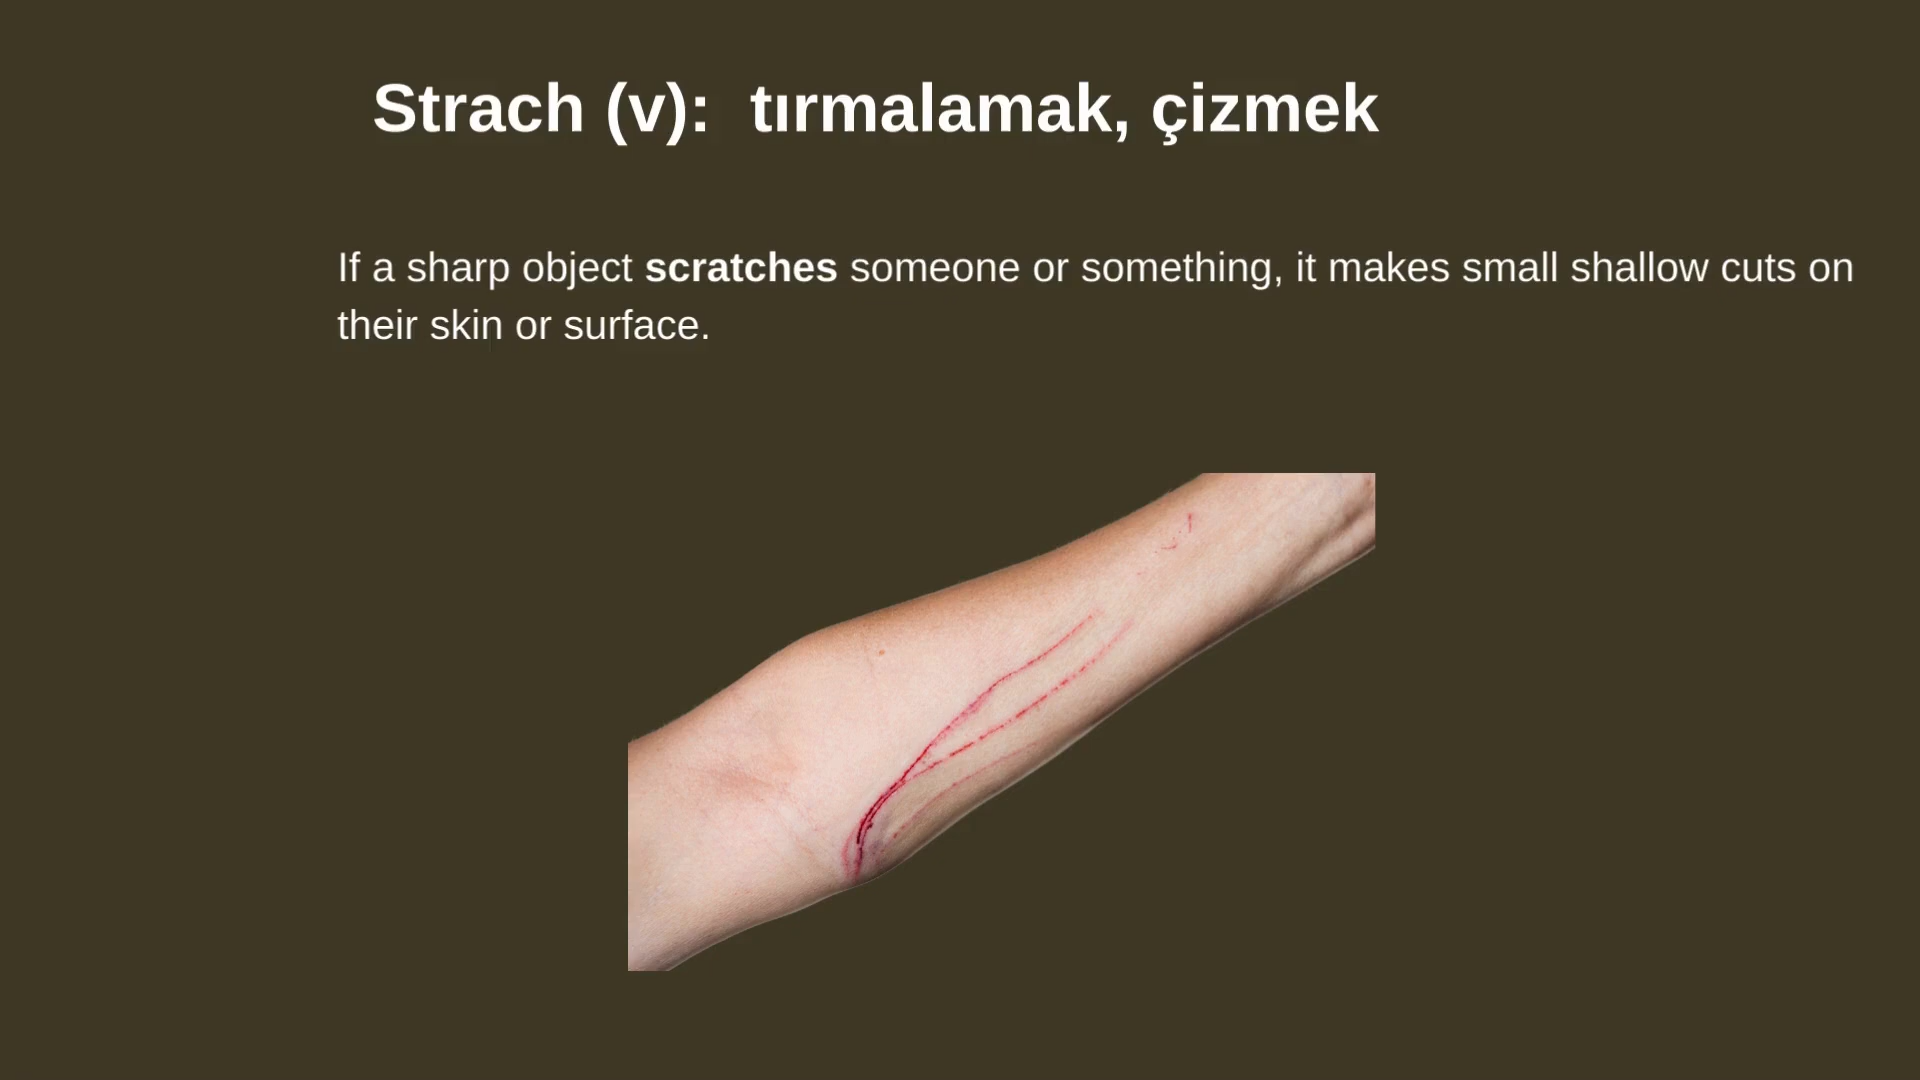 Strach (v): tırmalamak, çizmek
If a sharp object scratches someone or something, it makes small shallow cuts on
their skin or surface.